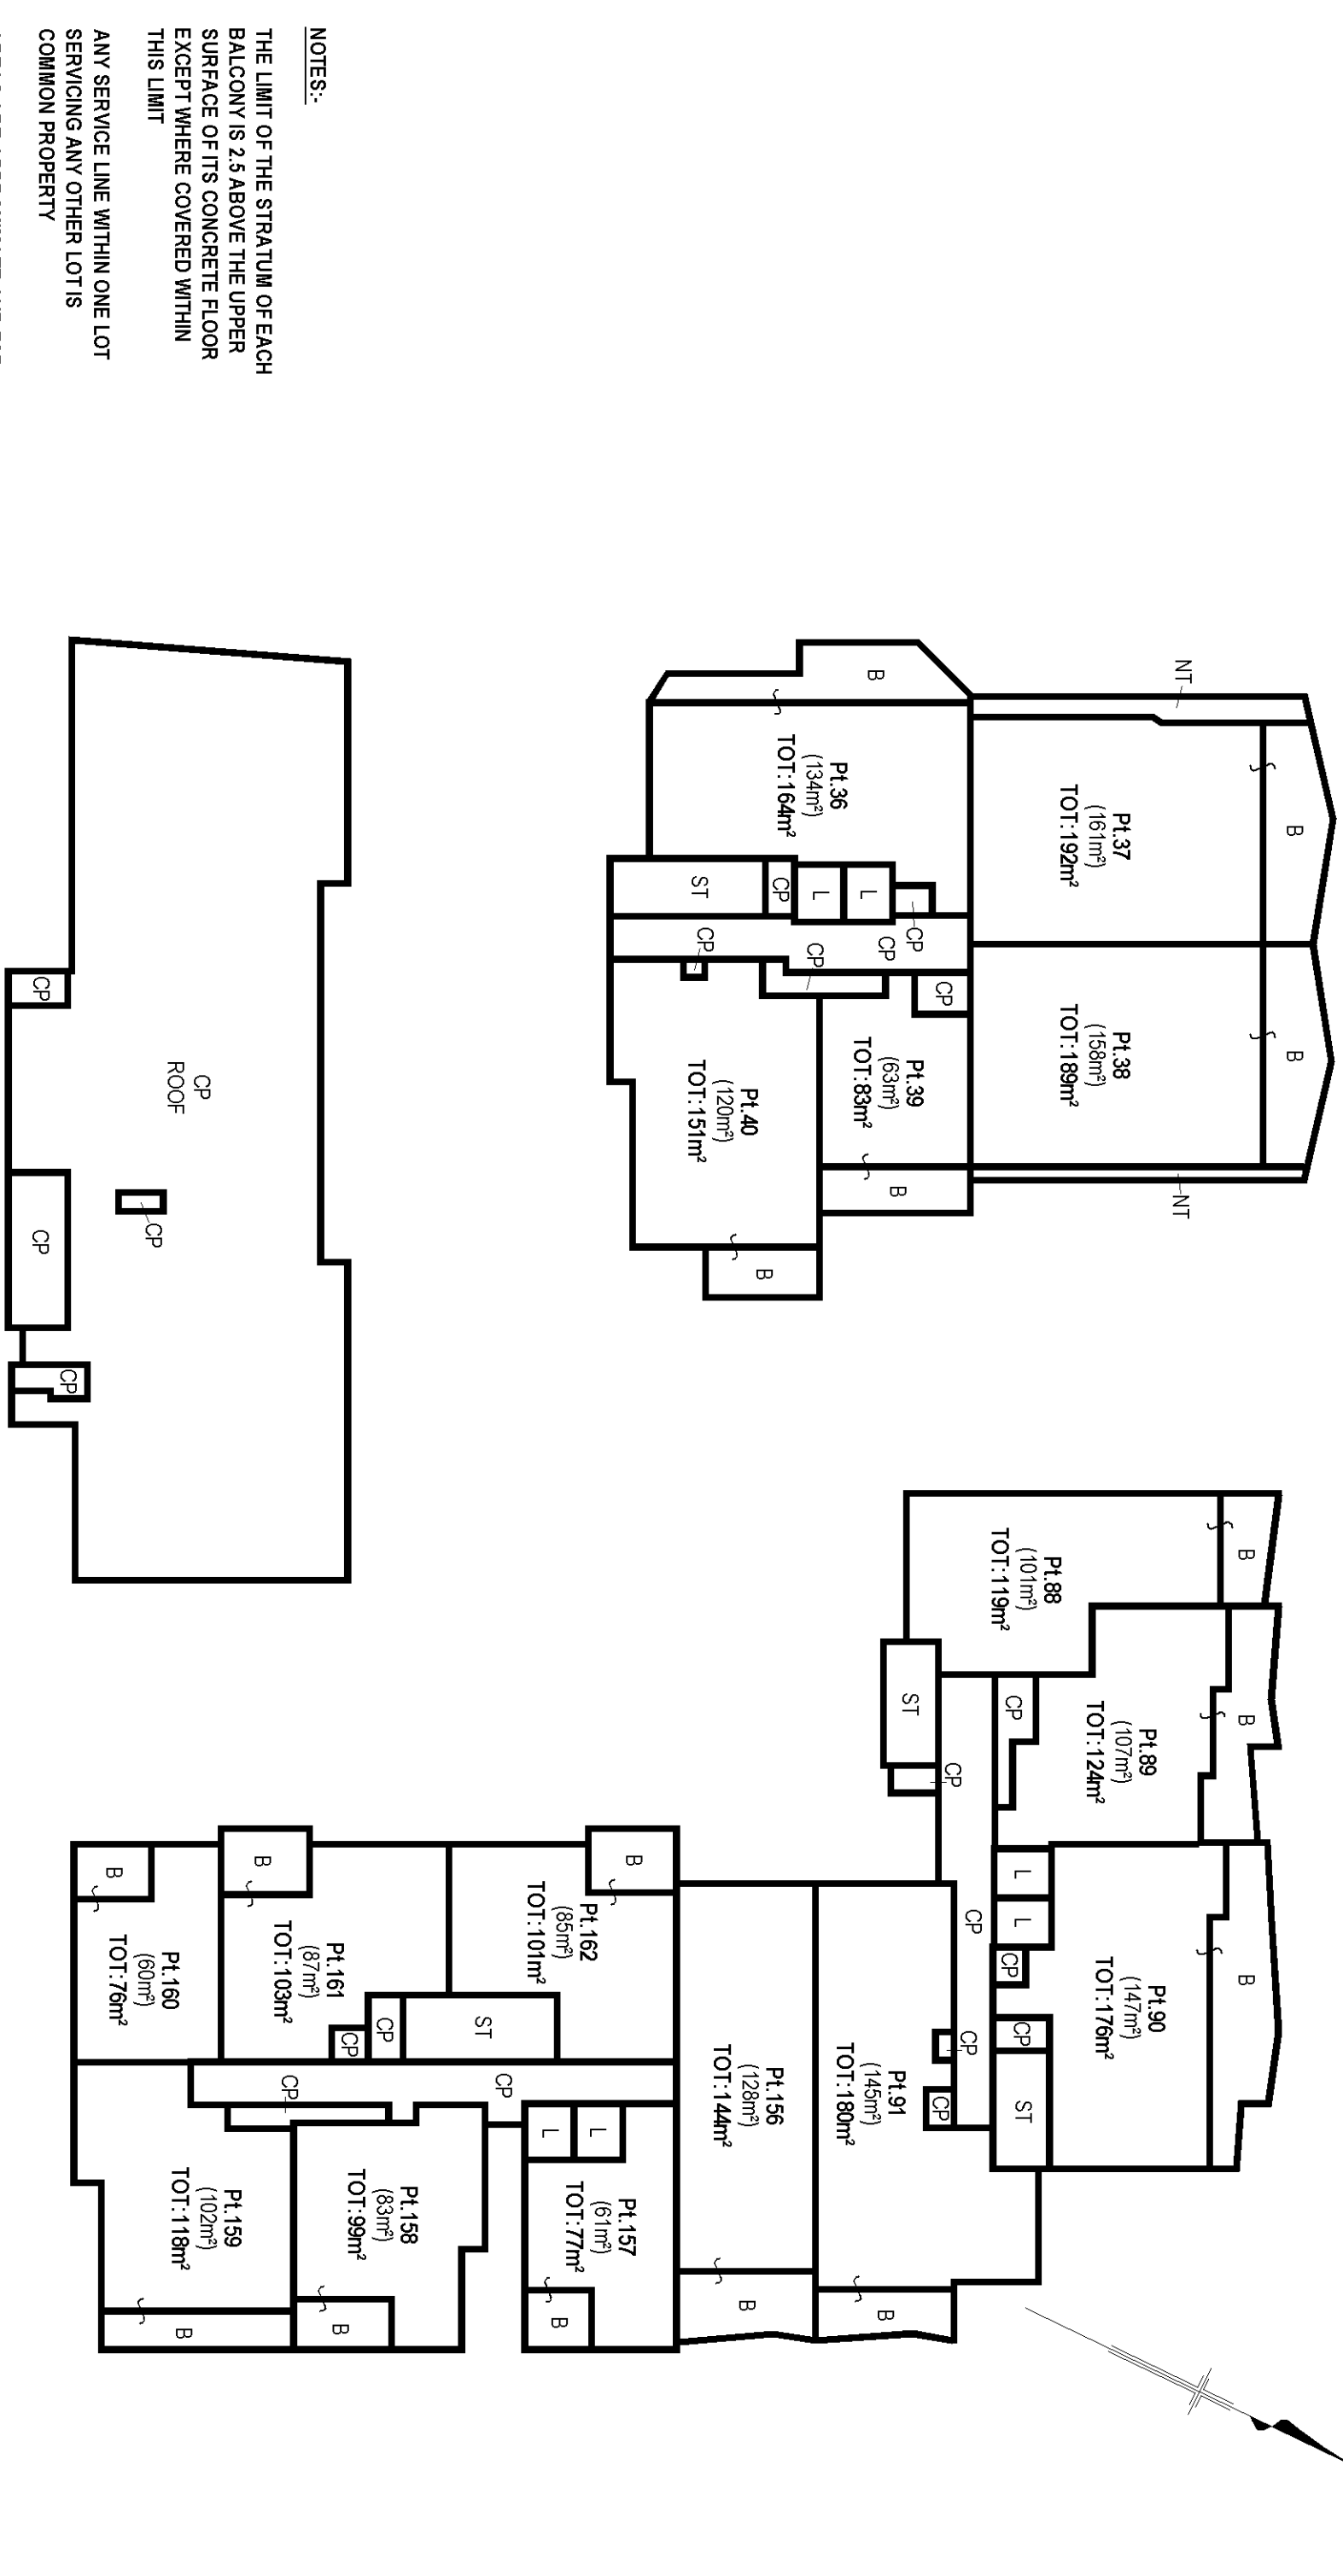 NT
B
B
Pt.37
(161m²)
TOT:192m²
Pt.38
(158m²)
TOT:189m²
NT
B
Pt.36
(134m²)
TOT:164m²
CP
L
L
CP
ST
CP
CP
CP
CP
CP
Pt.39
(63m²)
TOT:83m²
B
Pt.40
(120m²)
TOT:151m²
B
B
B
B
Pt.88
(101m²)
TOT:119m²
Pt.89
(107m²)
TOT:124m²
Pt.90
(147m²)
TOT:176m²
CP
L
L
CP
CP
ST
ST
CP
CP
CP
CP
Pt.91
(145m²)
TOT:180m²
B
Pt.156
(128m²)
TOT:144m²
B
B
Pt.162
(85m²)
TOT:101m²
L
L
Pt.157
(61m²)
TOT:77m²
B
ST
CP
CP
CP
CP
B
Pt.161
(87m²)
TOT:103m²
Pt.158
(83m²)
TOT:99m²
B
B
Pt.160
(60m²)
TOT:76m²
Pt.159
(102m²)
TOT:118m²
B
CP
ROOF
CP
CP
CP
CP
NOTES:-
THE LIMIT OF THE STRATUM OF EACH
BALCONY IS 2.5 ABOVE THE UPPER
SURFACE OF ITS CONCRETE FLOOR
EXCEPT WHERE COVERED WITHIN
THIS LIMIT
ANY SERVICE LINE WITHIN ONE LOT
SERVICING ANY OTHER LOT IS
COMMON PROPERTY